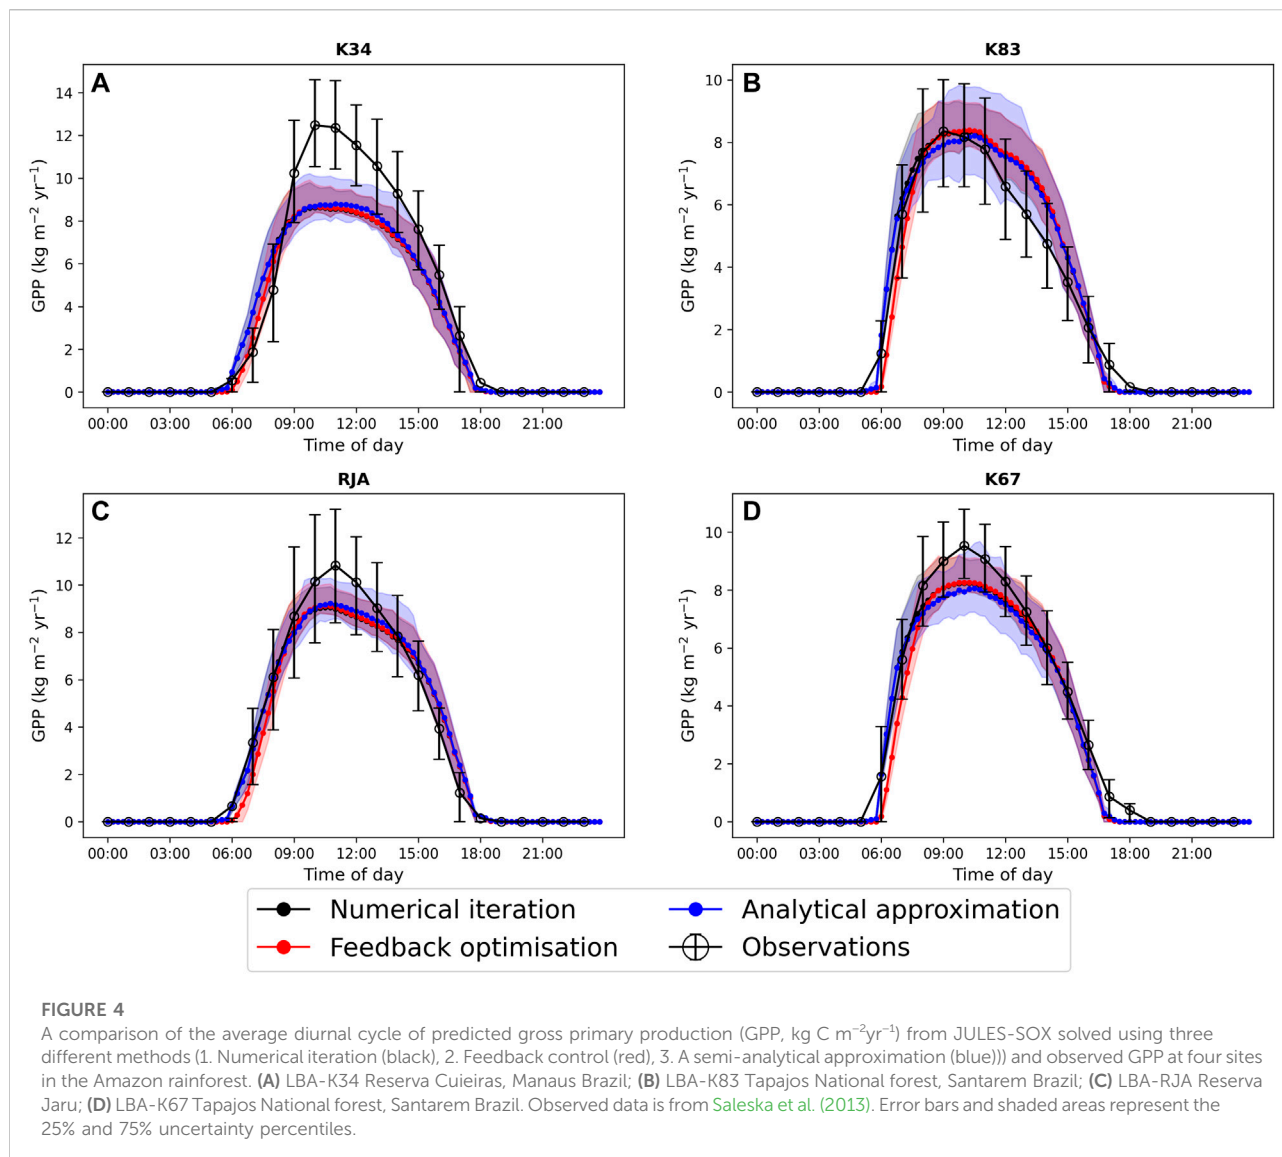 K34
A
GPP (kg m⁻² yr⁻¹)
14
12
10
8
6
4
2
0
00:00 03:00 06:00 09:00 12:00 15:00 18:00 21:00
Time of day
K83
B
GPP (kg m⁻² yr⁻¹)
10
8
6
4
2
0
00:00 03:00 06:00 09:00 12:00 15:00 18:00 21:00
Time of day
RJA
C
GPP (kg m⁻² yr⁻¹)
12
10
8
6
4
2
0
00:00 03:00 06:00 09:00 12:00 15:00 18:00 21:00
Time of day
K67
D
GPP (kg m⁻² yr⁻¹)
10
8
6
4
2
0
00:00 03:00 06:00 09:00 12:00 15:00 18:00 21:00
Time of day
Numerical iteration
Feedback optimisation
Analytical approximation
Observations
FIGURE 4
A comparison of the average diurnal cycle of predicted gross primary production (GPP, kg C m⁻²yr⁻¹) from JULES-SOX solved using three
different methods (1. Numerical iteration (black), 2. Feedback control (red), 3. A semi-analytical approximation (blue))) and observed GPP at four sites
in the Amazon rainforest. (A) LBA-K34 Reserva Cuieiras, Manaus Brazil; (B) LBA-K83 Tapajos National forest, Santarem Brazil; (C) LBA-RJA Reserva
Jaru; (D) LBA-K67 Tapajos National forest, Santarem Brazil. Observed data is from Saleska et al. (2013). Error bars and shaded areas represent the
25% and 75% uncertainty percentiles.